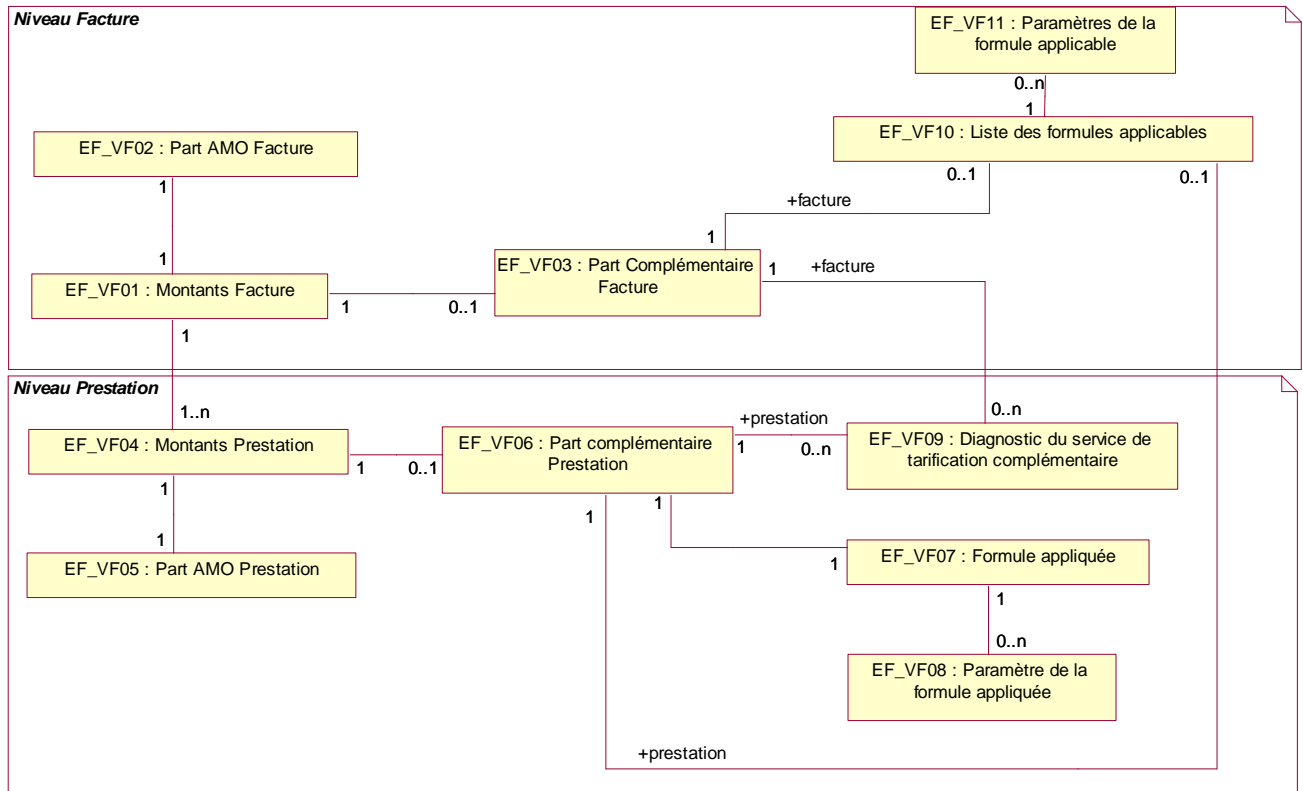 Niveau Facture
EF_VF11 : Paramètres de la
formule applicable
0..n
1
EF_VF10 : Liste des formules applicables
0..1
0..1
EF_VF02 : Part AMO Facture
1
+facture
1
1
EF_VF03 : Part Complémentaire
Facture
1
+facture
EF_VF01 : Montants Facture
1
0..1
1
Niveau Prestation
1..n
+prestation
0..n
EF_VF04 : Montants Prestation
1
0..1
EF_VF06 : Part complémentaire
Prestation
1
0..n
EF_VF09 : Diagnostic du service de
tarification complémentaire
1
1
1
1
EF_VF05 : Part AMO Prestation
1
EF_VF07 : Formule appliquée
1
0..n
EF_VF08 : Paramètre de la
formule appliquée
+prestation